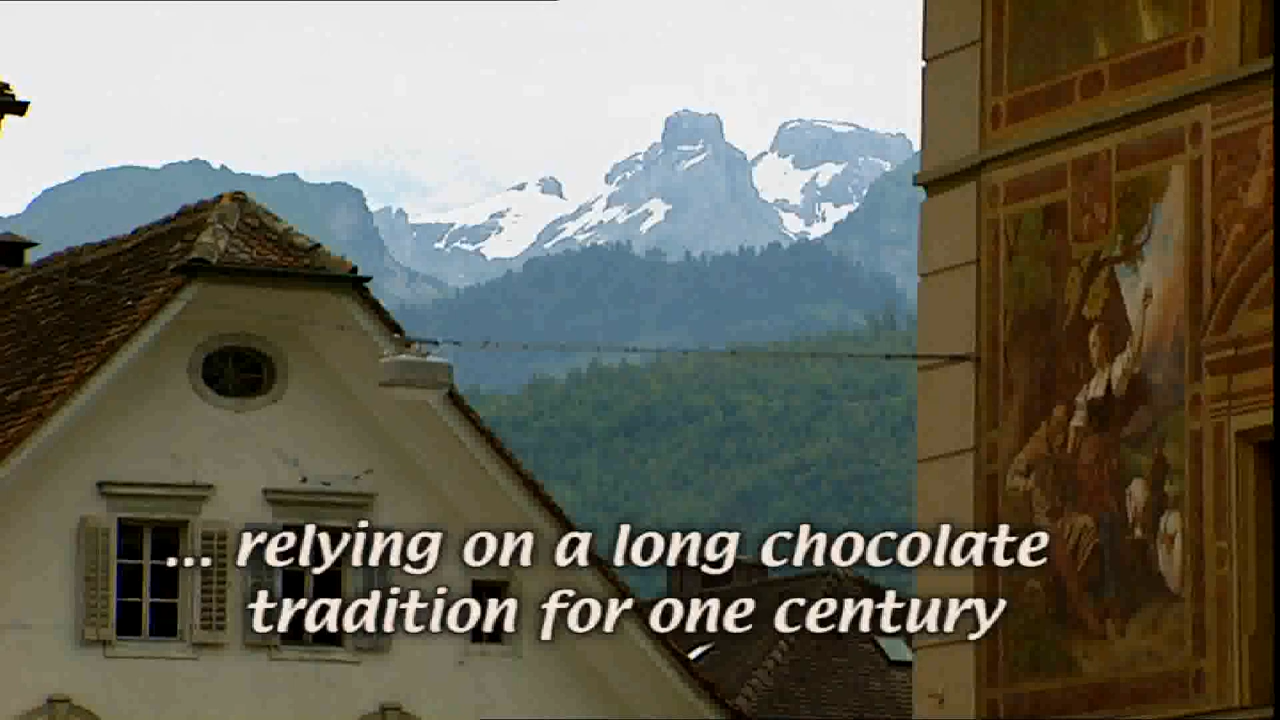 ... relying on a long chocolate
tradition for one century